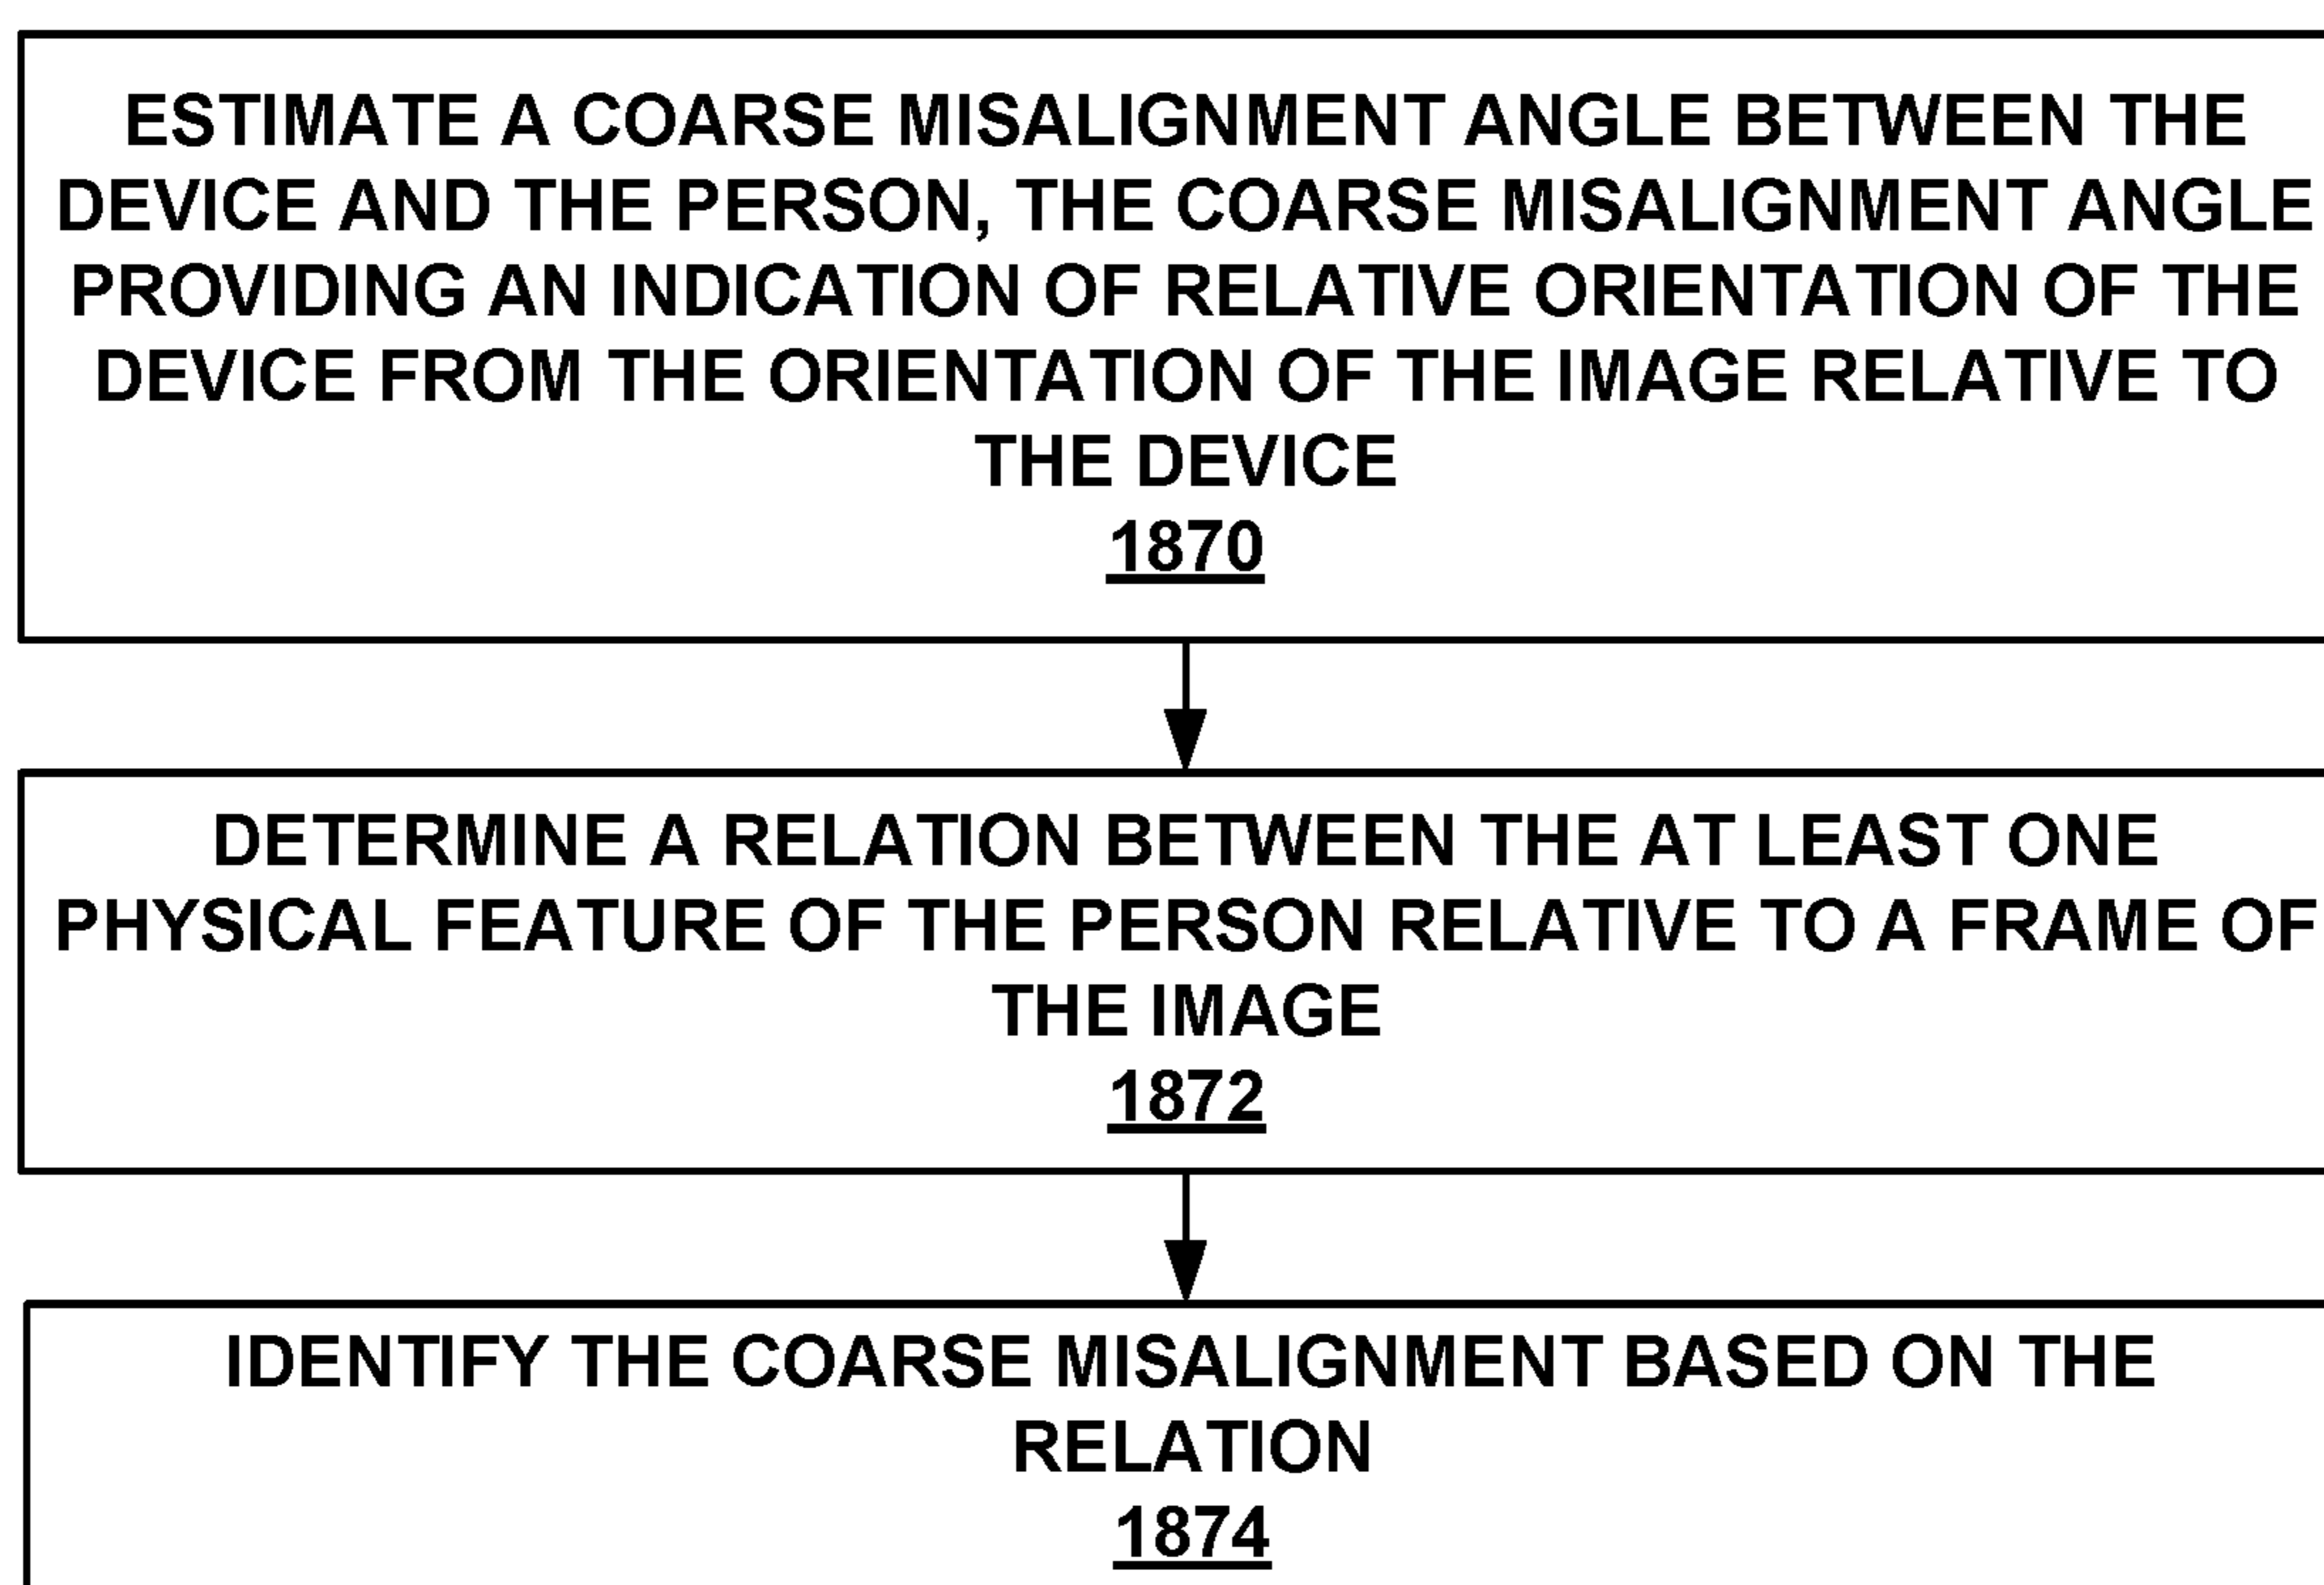 ESTIMATE A COARSE MISALIGNMENT ANGLE BETWEEN THE
DEVICE AND THE PERSON, THE COARSE MISALIGNMENT ANGLE
PROVIDING AN INDICATION OF RELATIVE ORIENTATION OF THE
DEVICE FROM THE ORIENTATION OF THE IMAGE RELATIVE TO
THE DEVICE
1870
DETERMINE A RELATION BETWEEN THE AT LEAST ONE
PHYSICAL FEATURE OF THE PERSON RELATIVE TO A FRAME OF
THE IMAGE
1872
IDENTIFY THE COARSE MISALIGNMENT BASED ON THE
RELATION
1874